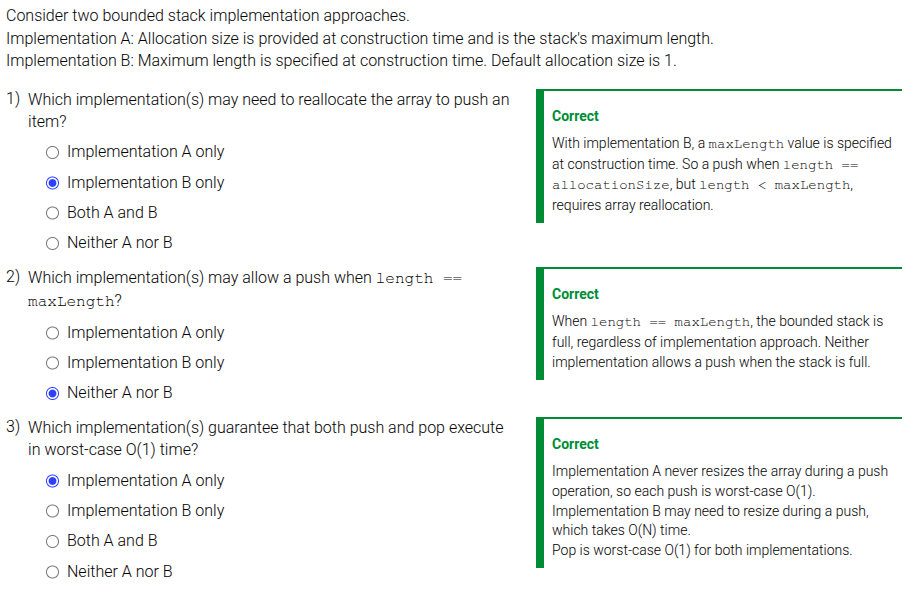 Consider two bounded stack implementation approaches.
Implementation A: Allocation size is provided at construction time and is the stack's maximum length.
Implementation B: Maximum length is specified at construction time. Default allocation size is 1.
1) Which implementation(s) may need to reallocate the array to push an
item?
Implementation A only
Implementation B only
Both A and B
Neither A nor B
Correct
With implementation B, a maxLength value is specified
at construction time. So a push when length ==
allocationSize, but length < maxLength,
requires array reallocation.
2) Which implementation(s) may allow a push when length ==
maxLength?
Implementation A only
Implementation B only
Neither A nor B
Correct
When length == maxLength, the bounded stack is
full, regardless of implementation approach. Neither
implementation allows a push when the stack is full.
3) Which implementation(s) guarantee that both push and pop execute
in worst-case O(1) time?
Implementation A only
Implementation B only
Both A and B
Neither A nor B
Correct
Implementation A never resizes the array during a push
operation, so each push is worst-case O(1).
Implementation B may need to resize during a push,
which takes O(N) time.
Pop is worst-case O(1) for both implementations.